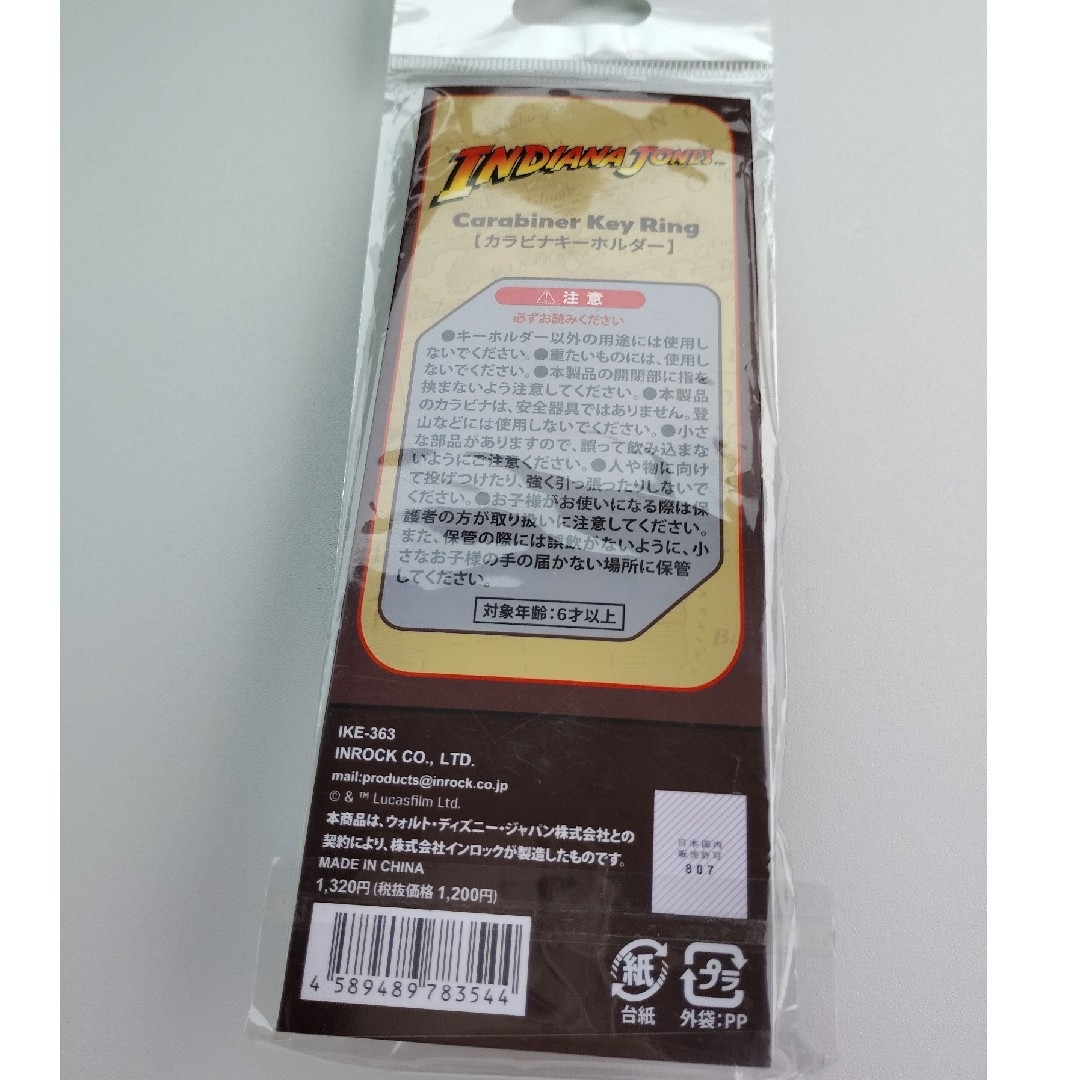 INDIANA JONES™
Carabiner Key Ring
【カラビナキーホルダー】
⚠ 注意
必ずお読みください
●キーホルダー以外の用途には使用し
ないでください。●重たいものには、使用し
ないでください。●本製品の開閉部に指を
挟まないよう注意してください。●本製品
のカラビナは、安全器具ではありません。登
山などには使用しないでください。●小さ
な部品がありますので、誤って飲み込まな
いようにご注意ください。●人や物に向け
て投げつけたり、強く引っ張ったりしないで
ください。●お子様がお使いになる際は保
護者の方が取り扱いに注意してください。
また、保管の際には誤飲がないように、小
さなお子様の手の届かない場所に保管
してください。
対象年齢:6才以上
IKE-363
INROCK CO., LTD.
mail:products@inrock.co.jp
© & ™ Lucasfilm Ltd.
本商品は、ウォルト・ディズニー・ジャパン株式会社との
契約により、株式会社インロックが製造したものです。
MADE IN CHINA
1,320円(税抜価格 1,200円)
日本国内
販売許可
807
4 589489 783544
紙
台紙
プラ
外袋:PP